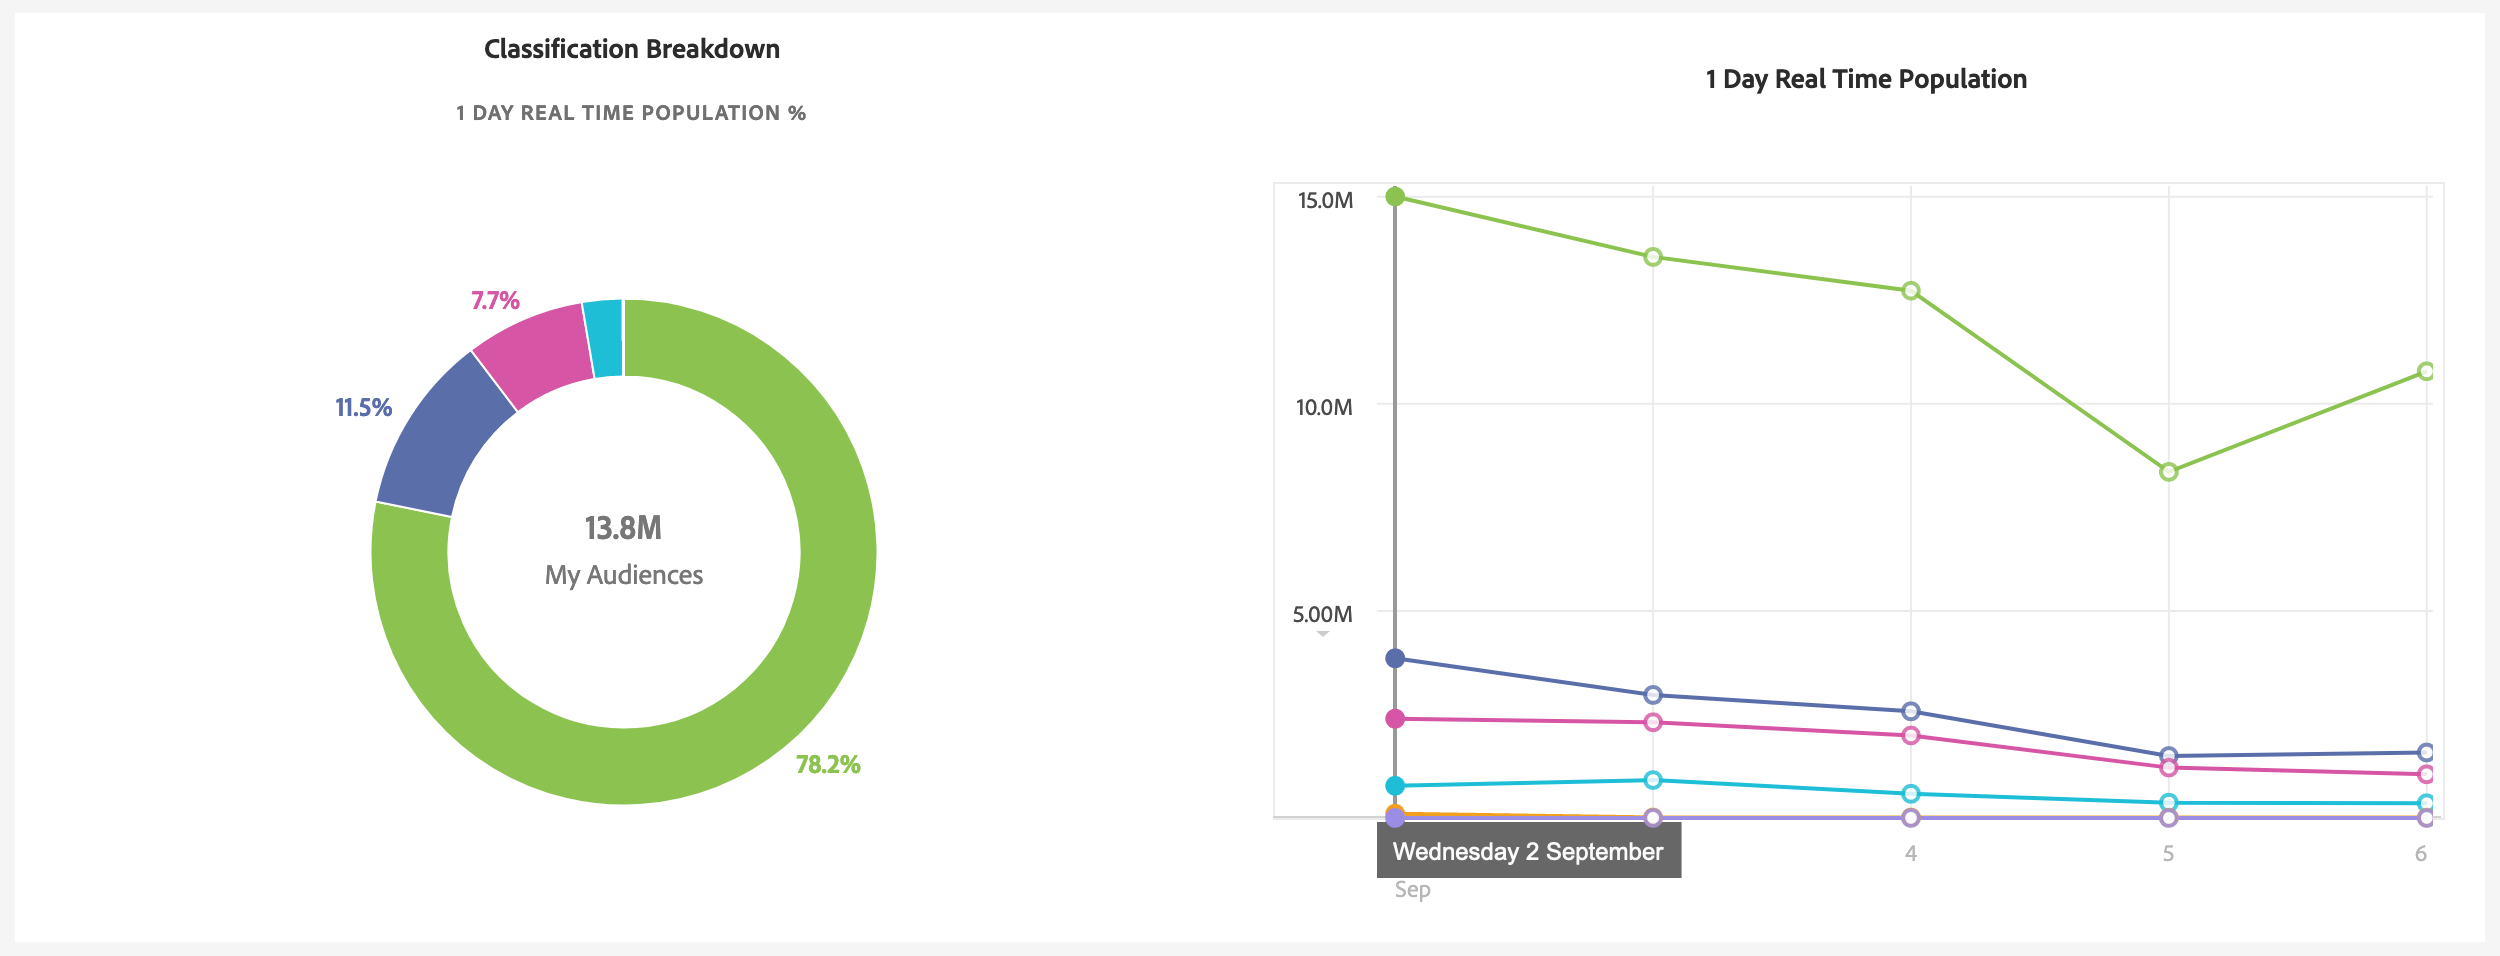 Classification Breakdown
1 DAY REAL TIME POPULATION %
7.7%
11.5%
13.8M
My Audiences
78.2%
1 Day Real Time Population
15.0M
10.0M
5.00M
Wednesday 2 September
4
5
6
Sep